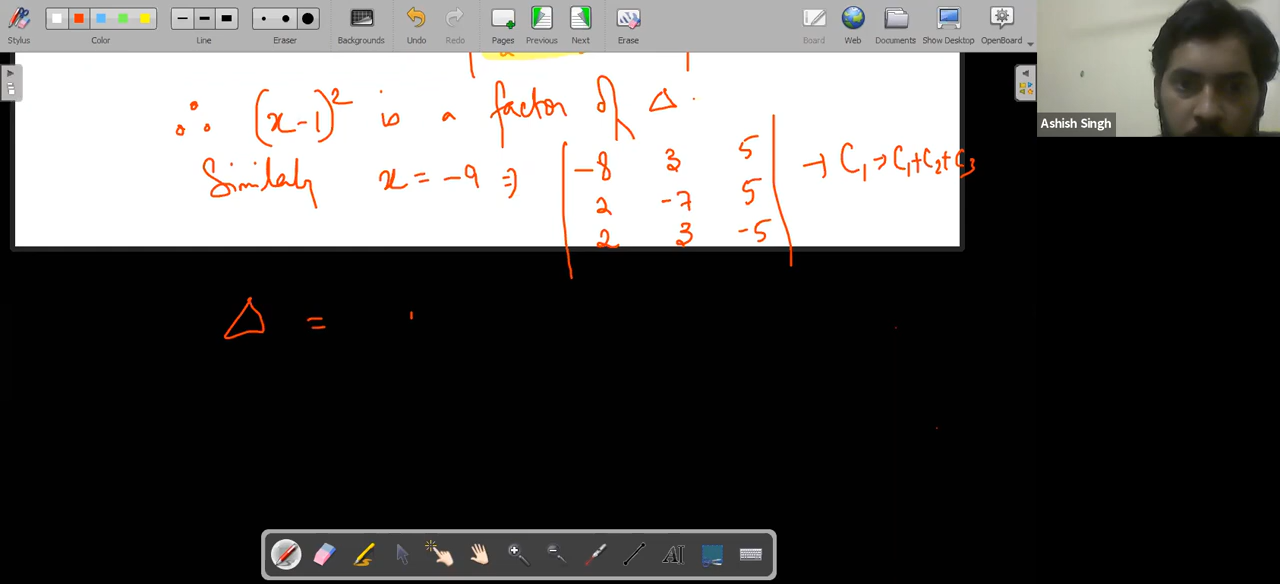 Stylus Color Line Eraser Backgrounds Undo Redo Pages Previous Next Erase Board Web Documents Show Desktop OpenBoard
Ashish Singh
∴ (x-1)² is a factor of Δ.
Similarly x = -9 ⇒ | -8 3 5 | → C₁ → C₁+C₂+C₃
| 2 -7 5 |
| 2 3 -5 |
Δ =
AI